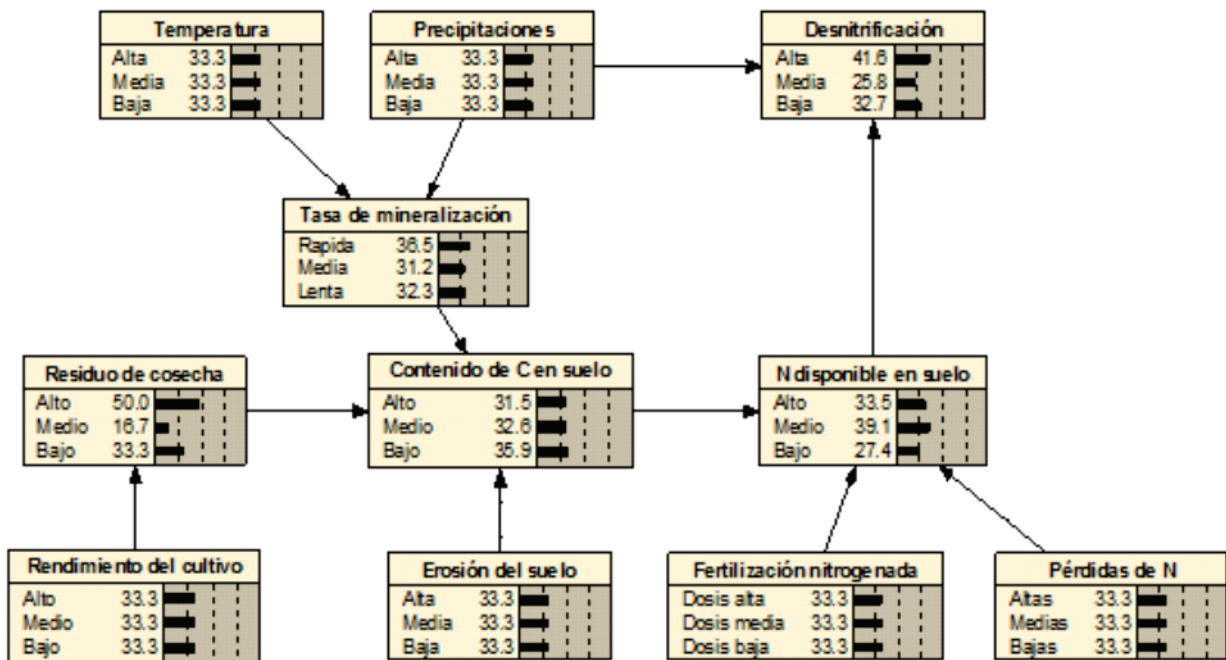 Temperatura
Alta 33.3
Media 33.3
Baja 33.3
Precipitaciones
Alta 33.3
Media 33.3
Baja 33.3
Desnitrificación
Alta 41.6
Media 25.8
Baja 32.7
Tasa de mineralización
Rapida 36.5
Media 31.2
Lenta 32.3
Residuo de cosecha
Alto 50.0
Medio 16.7
Bajo 33.3
Contenido de C en suelo
Alto 31.5
Medio 32.6
Bajo 35.9
N disponible en suelo
Alto 33.5
Medio 39.1
Bajo 27.4
Rendimiento del cultivo
Alto 33.3
Medio 33.3
Bajo 33.3
Erosión del suelo
Alta 33.3
Media 33.3
Baja 33.3
Fertilización nitrogenada
Dosis alta 33.3
Dosis media 33.3
Dosis baja 33.3
Pérdidas de N
Altas 33.3
Medias 33.3
Bajas 33.3